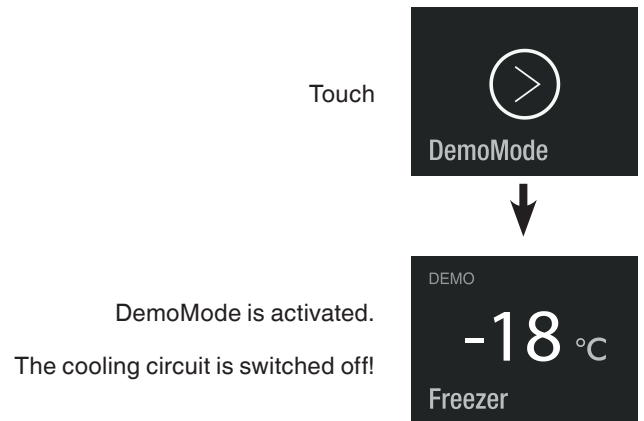 Touch
DemoMode
DEMO
DemoMode is activated.
-18 °C
The cooling circuit is switched off!
Freezer